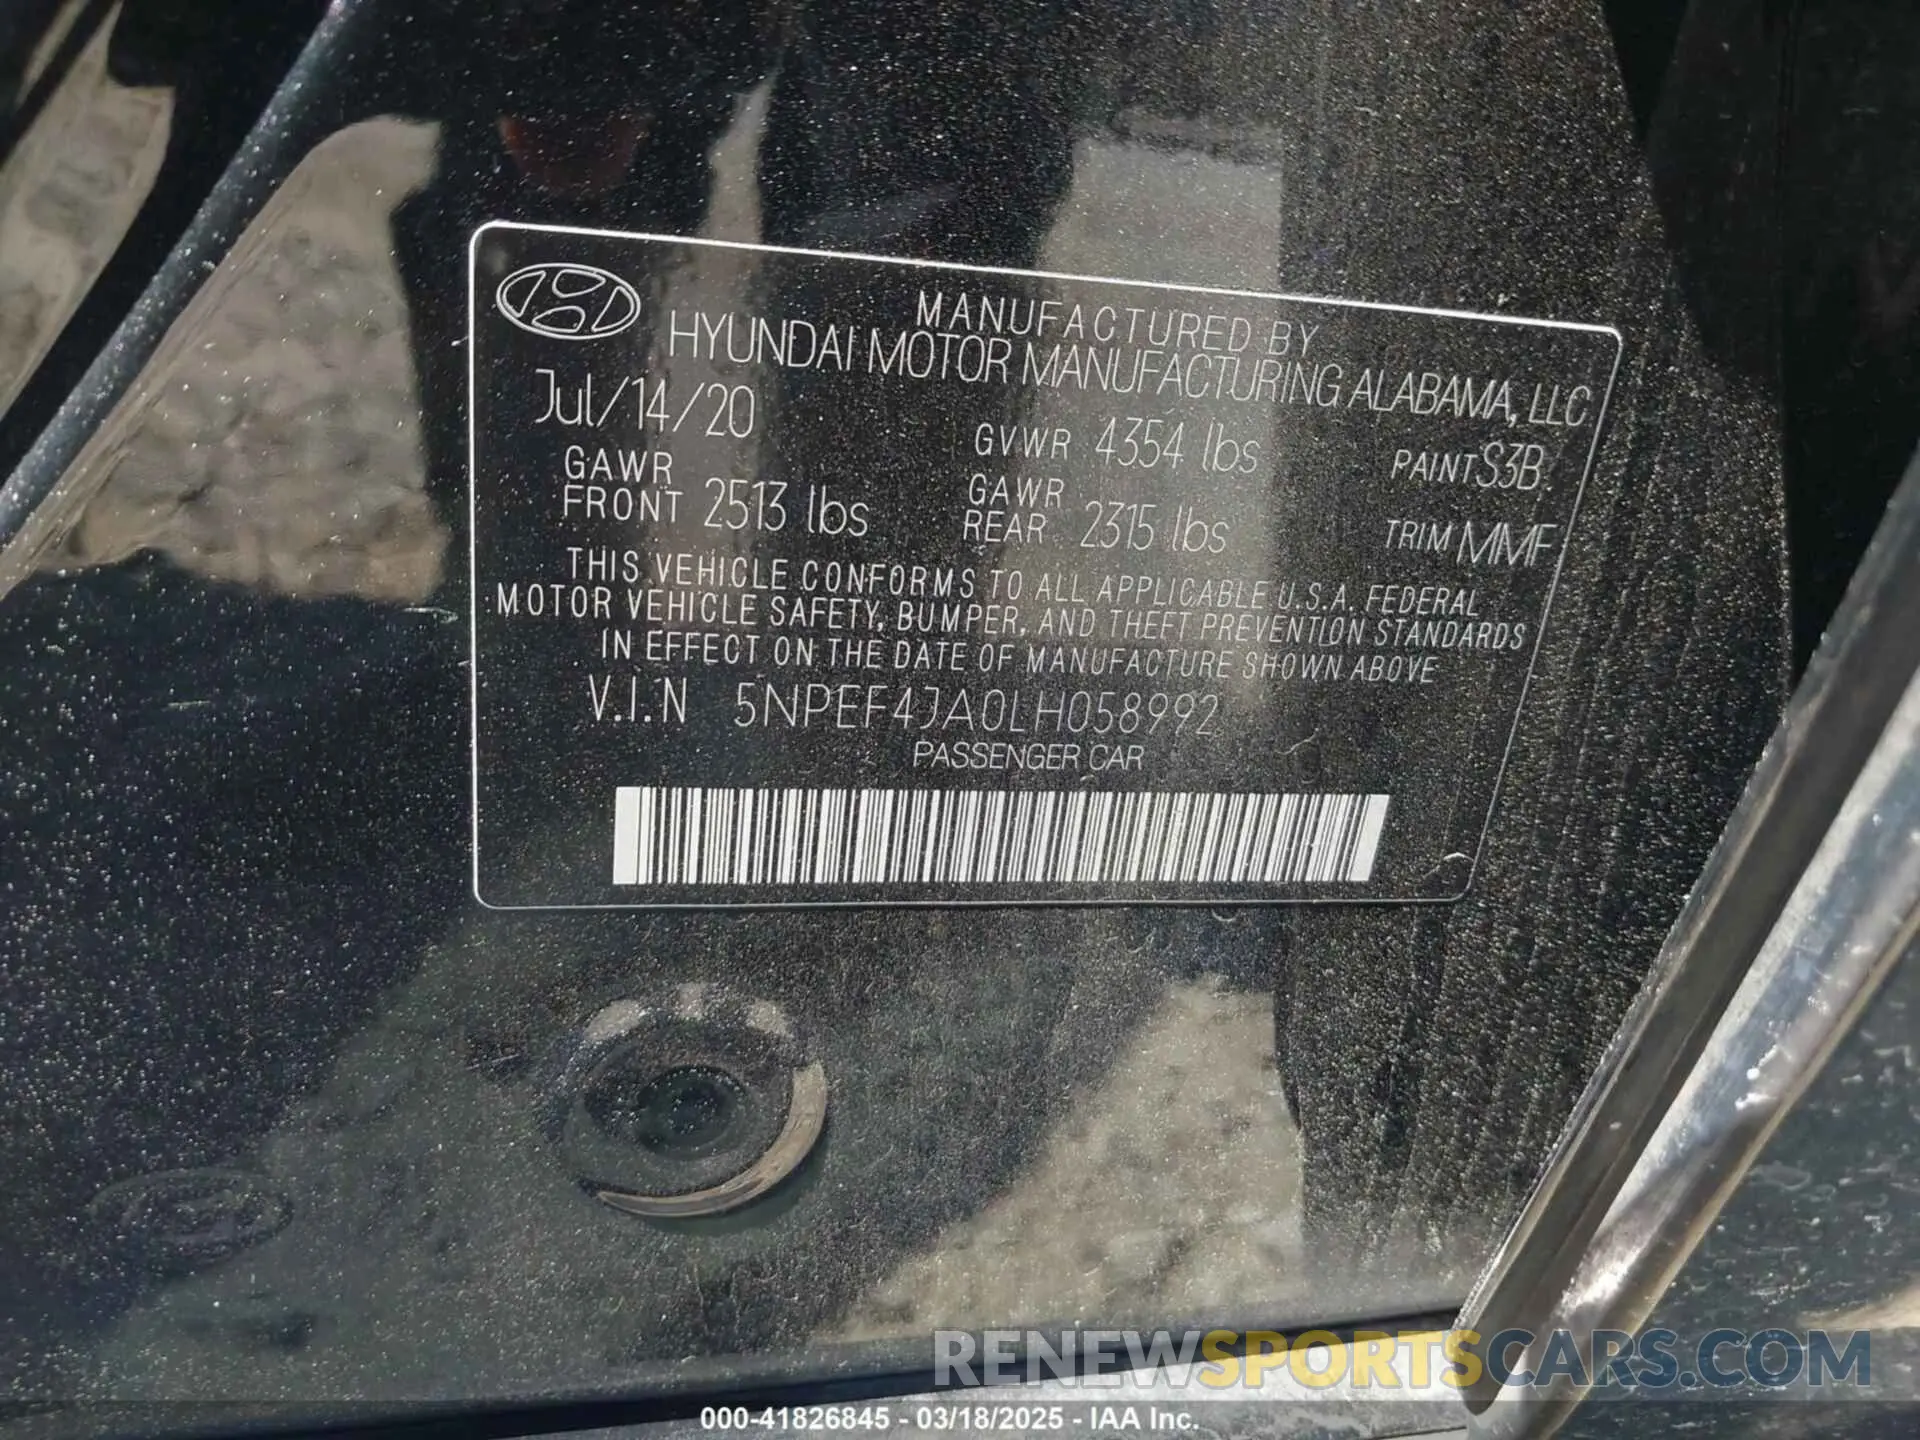 MANUFACTURED BY
HYUNDAI MOTOR MANUFACTURING ALABAMA, LLC
Jul/14/20
GVWR 4354 lbs
PAINT S3B
GAWR FRONT 2513 lbs
GAWR REAR 2315 lbs
TRIM MMF
THIS VEHICLE CONFORMS TO ALL APPLICABLE U.S.A. FEDERAL
MOTOR VEHICLE SAFETY, BUMPER, AND THEFT PREVENTION STANDARDS
IN EFFECT ON THE DATE OF MANUFACTURE SHOWN ABOVE
V.I.N 5NPEF4JA0LH058992
PASSENGER CAR
RENEWSPORTSCARS.COM
000-41826845 - 03/18/2025 - IAA Inc.